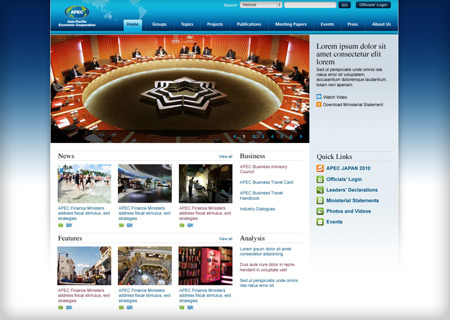 Search
Website
GO
Officials' Login
APEC
Asia-Pacific
Economic Cooperation
Home Groups Topics Projects Publications Meeting Papers Events Press About Us
Lorem ipsum dolor sit
amet consectetur elit
lorem
Sed ut perspiciatis unde omnis iste
natus error sit voluptatem
accusantium doloremque laudantium,
totam rem aperiam.
Watch Video
Download Ministerial Statement
News
View all
APEC Finance Ministers
address fiscal stimulus, exit
strategies
APEC Finance Ministers
address fiscal stimulus, exit
strategies
APEC Finance Ministers
address fiscal stimulus, exit
strategies
Business
APEC Business Advisory
Council
APEC Business Travel Card
APEC Business Travel
Handbook
Industry Dialogues
Quick Links
APEC JAPAN 2010
Officials' Login
Leaders' Declarations
Ministerial Statements
Photos and Videos
Events
Features
View all
APEC Finance Ministers
address fiscal stimulus, exit
strategies
APEC Finance Ministers
address fiscal stimulus, exit
strategies
APEC Finance Ministers
address fiscal stimulus, exit
strategies
Analysis
Lorem ipsum dolor sit amet
consectetur adipiscing
Duis aute irure dolor in
hendrerit in voluptate velit
Sed ut perspiciatis unde omnis
iste natus error sit